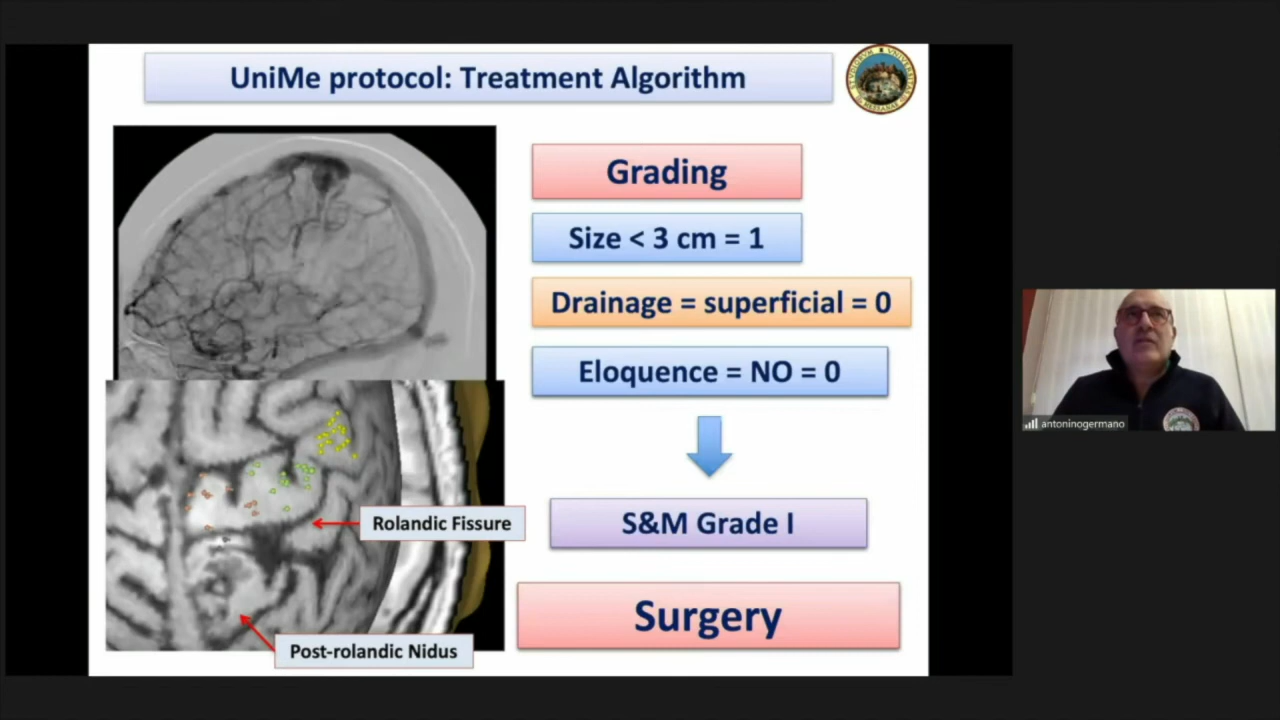 UniMe protocol: Treatment Algorithm
Grading
Size < 3 cm = 1
Drainage = superficial = 0
Eloquence = NO = 0
Rolandic Fissure
S&M Grade I
Surgery
Post-rolandic Nidus
antoninogermano